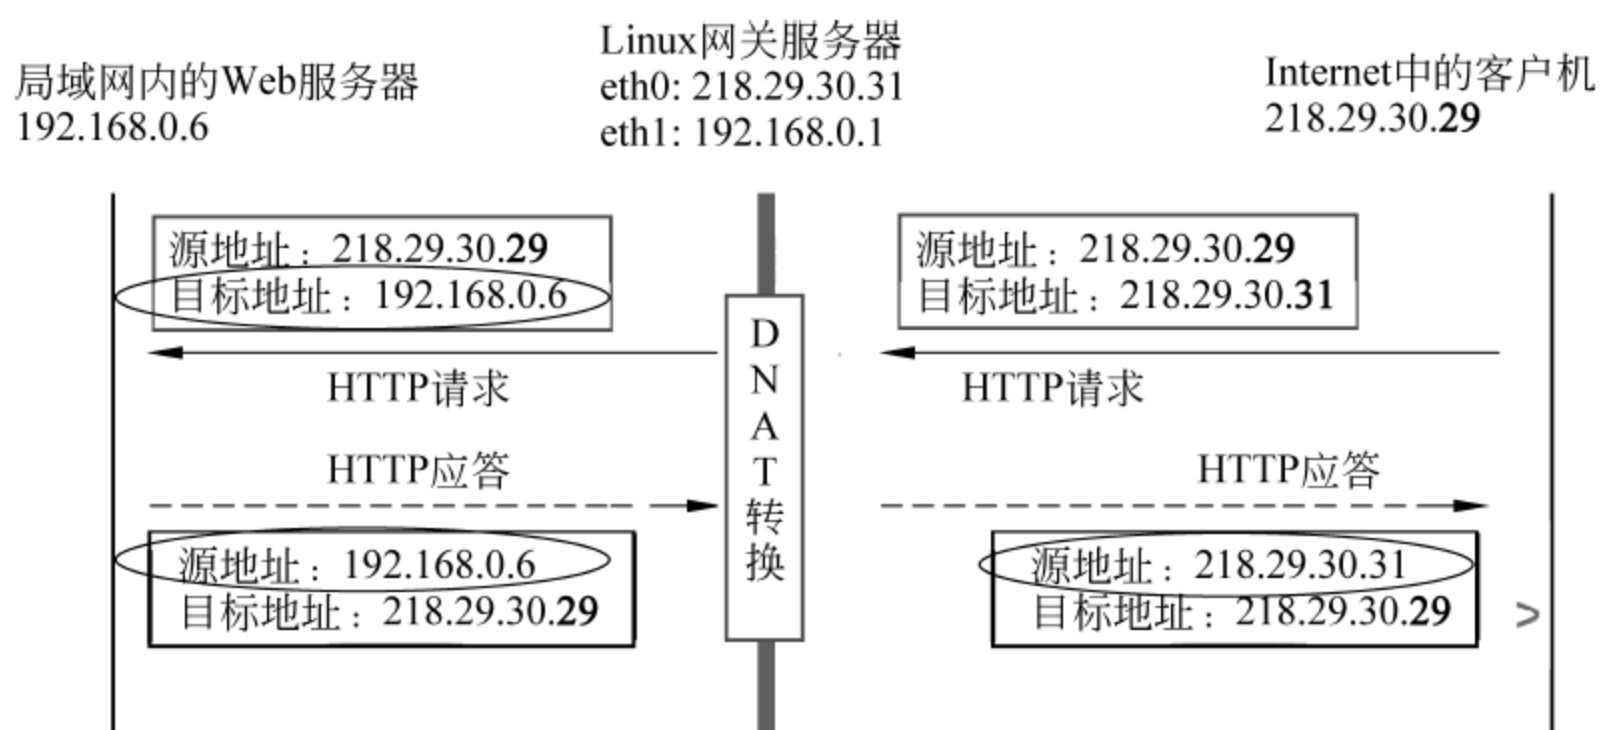 局域网内的Web服务器
192.168.0.6
Linux网关服务器
eth0: 218.29.30.31
eth1: 192.168.0.1
Internet中的客户机
218.29.30.29
源地址：218.29.30.29
目标地址：192.168.0.6
HTTP请求
源地址：218.29.30.29
目标地址：218.29.30.31
HTTP请求
DNAT转换
HTTP应答
源地址：192.168.0.6
目标地址：218.29.30.29
HTTP应答
源地址：218.29.30.31
目标地址：218.29.30.29
>